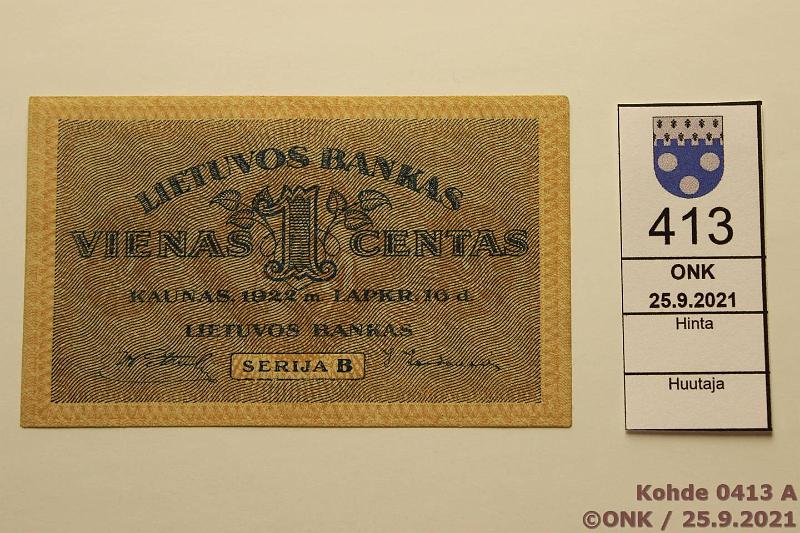 LIETUVOS BANKAS
VIENAS 1 CENTAS
KAUNAS, 1922 m. LAPKR. 16 d.
LIETUVOS BANKAS
SERIJA B
413
ONK
25.9.2021
Hinta
Huutaja
Kohde 0413 A
©ONK / 25.9.2021